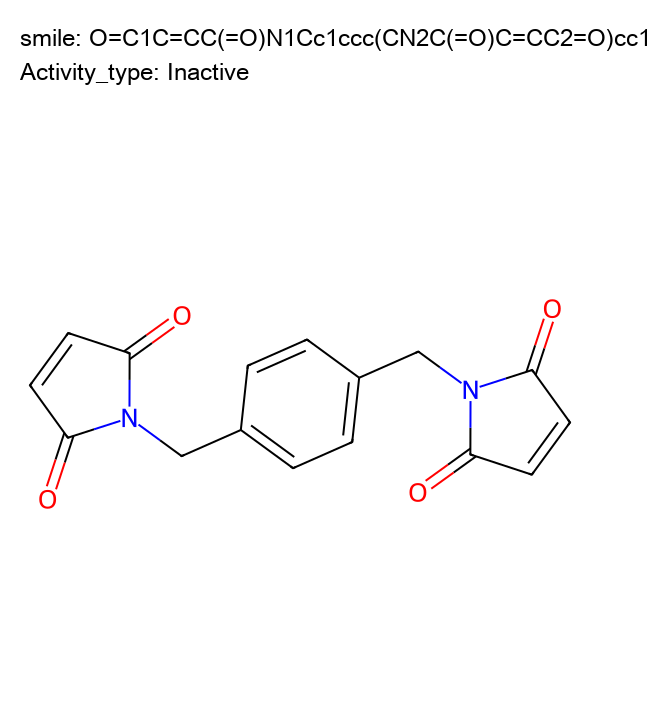 smile: O=C1C=CC(=O)N1Cc1ccc(CN2C(=O)C=CC2=O)cc1
Activity_type: Inactive
O
O
N
N
O
O